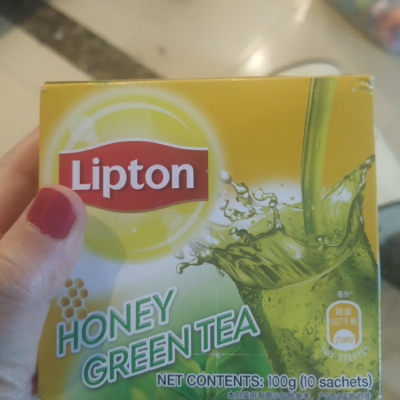 Lipton
HONEY
GREEN TEA
NET CONTENTS: 100g (10 sachets)